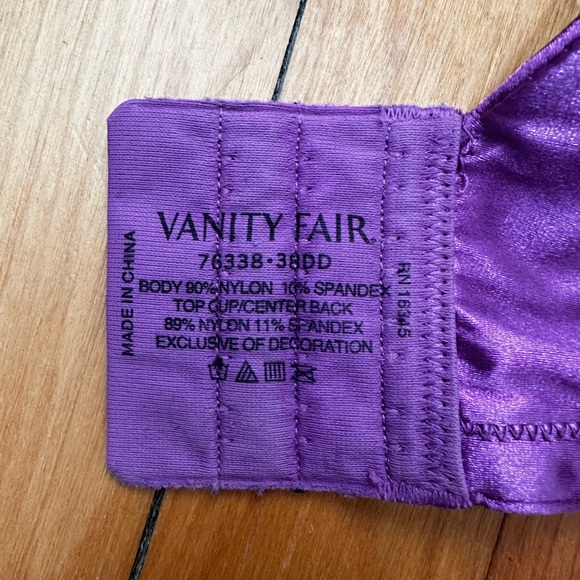 VANITY FAIR.
76338·38DD
BODY 90% NYLON 10% SPANDEX
TOP CUP/CENTER BACK
89% NYLON 11% SPANDEX
EXCLUSIVE OF DECORATION
MADE IN CHINA
RN 16345